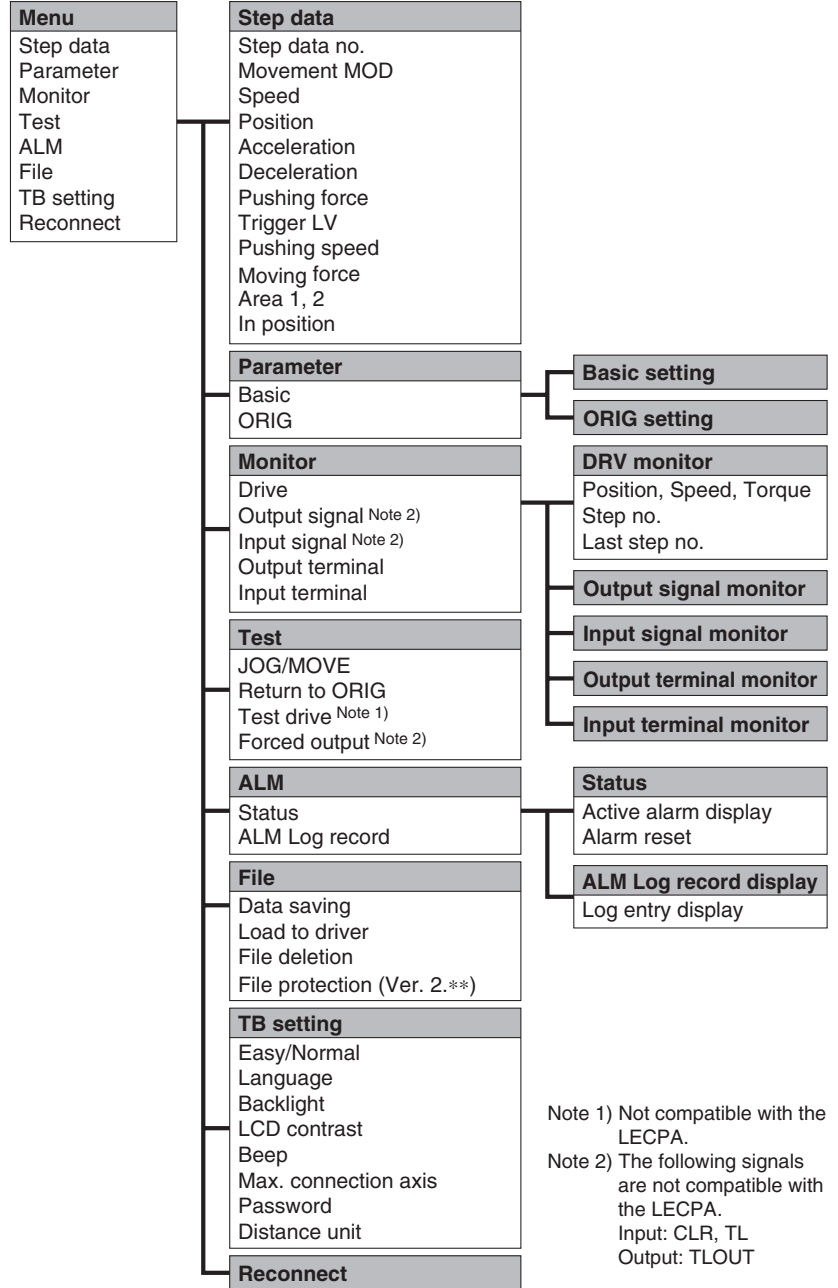 Menu
Step data
Parameter
Monitor
Test
ALM
File
TB setting
Reconnect
Step data
Step data no.
Movement MOD
Speed
Position
Acceleration
Deceleration
Pushing force
Trigger LV
Pushing speed
Moving force
Area 1, 2
In position
Parameter
Basic
ORIG
Basic setting
ORIG setting
Monitor
Drive
Output signal Note 2)
Input signal Note 2)
Output terminal
Input terminal
DRV monitor
Position, Speed, Torque
Step no.
Last step no.
Output signal monitor
Input signal monitor
Output terminal monitor
Input terminal monitor
Test
JOG/MOVE
Return to ORIG
Test drive Note 1)
Forced output Note 2)
ALM
Status
ALM Log record
Status
Active alarm display
Alarm reset
ALM Log record display
Log entry display
File
Data saving
Load to driver
File deletion
File protection (Ver. 2.**)
TB setting
Easy/Normal
Language
Backlight
LCD contrast
Beep
Max. connection axis
Password
Distance unit
Reconnect
Note 1) Not compatible with the
LECPA.
Note 2) The following signals
are not compatible with
the LECPA.
Input: CLR, TL
Output: TLOUT